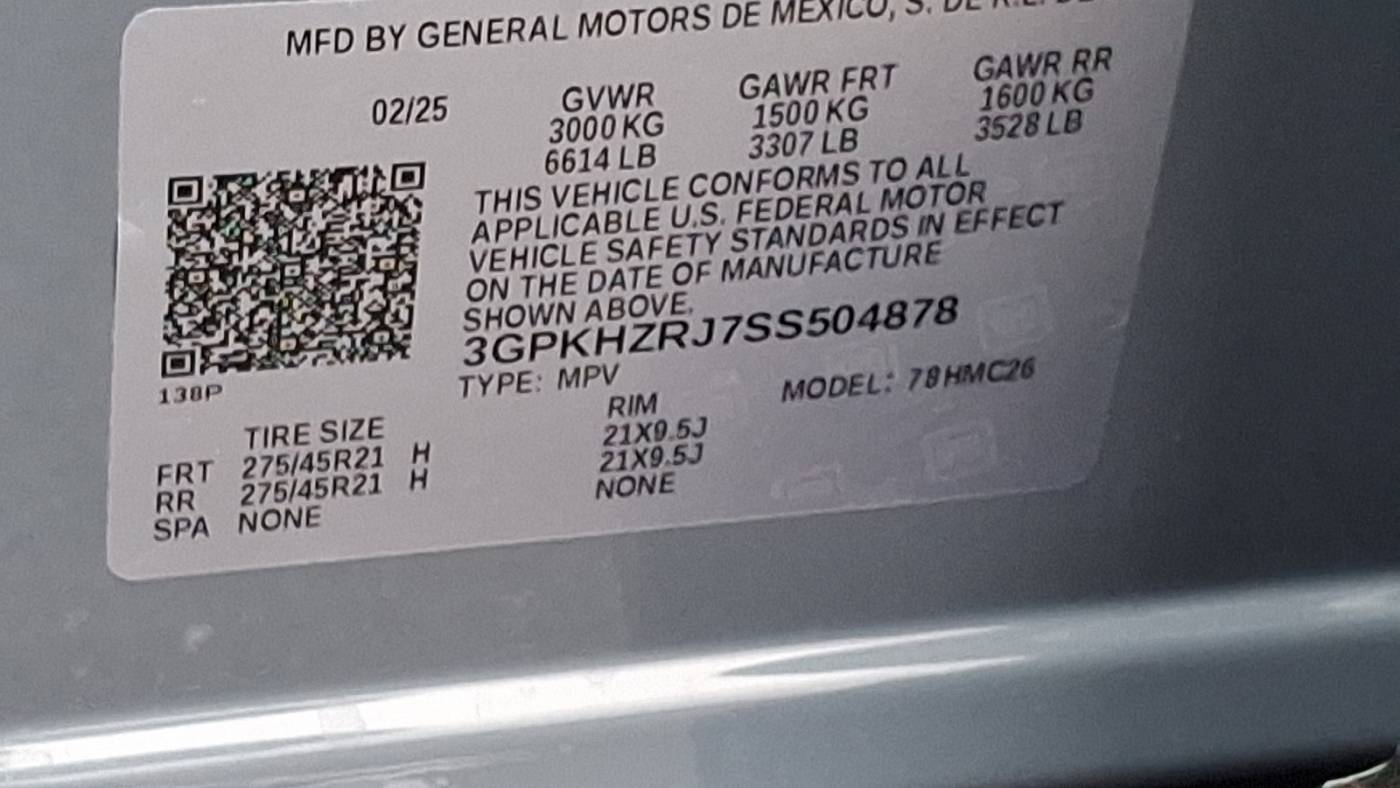 MFD BY GENERAL MOTORS DE MEXICO, S. DE R.L. DE
02/25 GVWR GAWR FRT GAWR RR
3000 KG 1500 KG 1600 KG
6614 LB 3307 LB 3528 LB
THIS VEHICLE CONFORMS TO ALL
APPLICABLE U.S. FEDERAL MOTOR
VEHICLE SAFETY STANDARDS IN EFFECT
ON THE DATE OF MANUFACTURE
SHOWN ABOVE.
3GPKHZRJ7SS504878
138P
TYPE: MPV MODEL: 78HMC26
TIRE SIZE RIM
FRT 275/45R21 H 21X9.5J
RR 275/45R21 H 21X9.5J
SPA NONE NONE